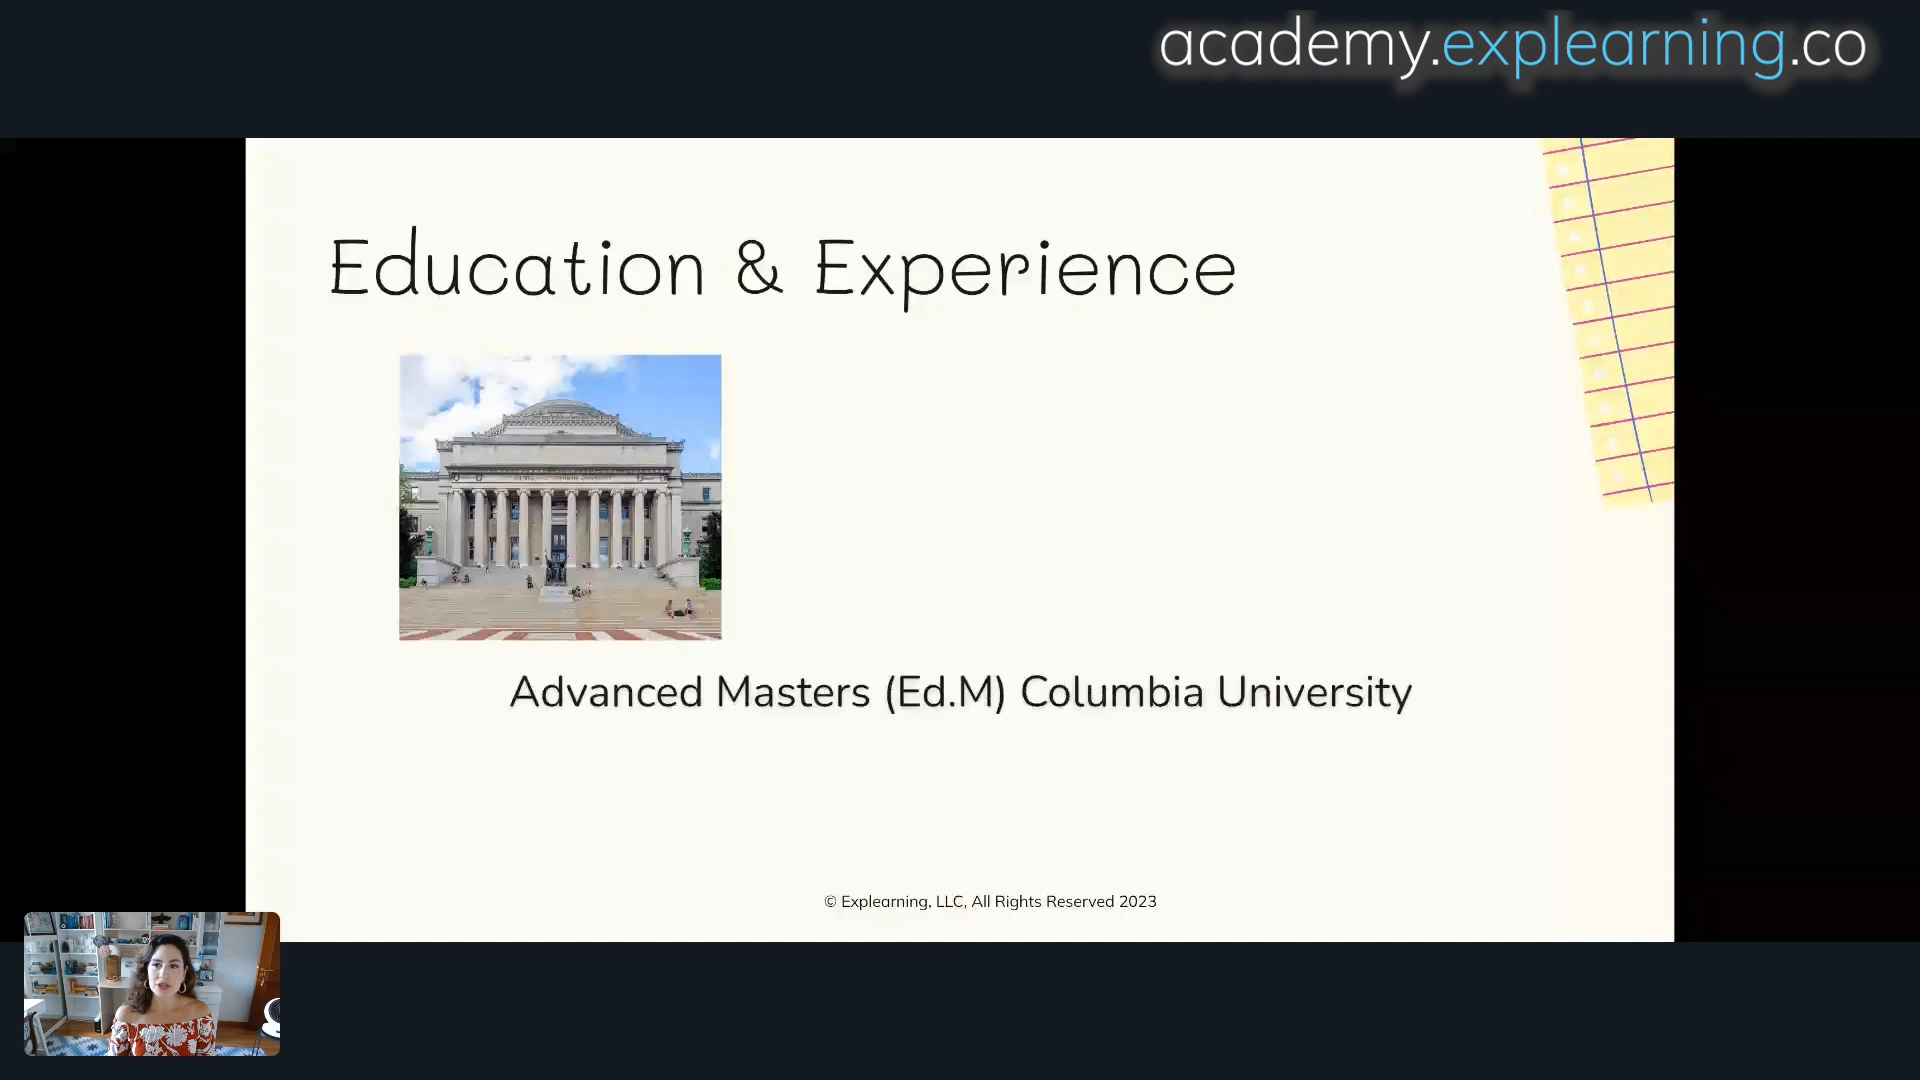 academy.explearning.co
Education & Experience
Advanced Masters (Ed.M) Columbia University
© Explearning, LLC, All Rights Reserved 2023